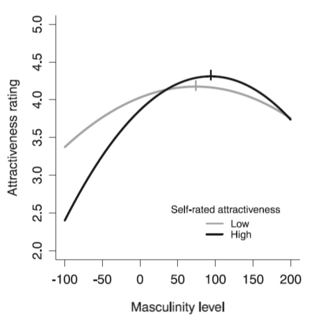 5.0
4.5
4.0
3.5
3.0
2.5
2.0
Attractiveness rating
Self-rated attractiveness
Low
High
-100 -50 0 50 100 150 200
Masculinity level